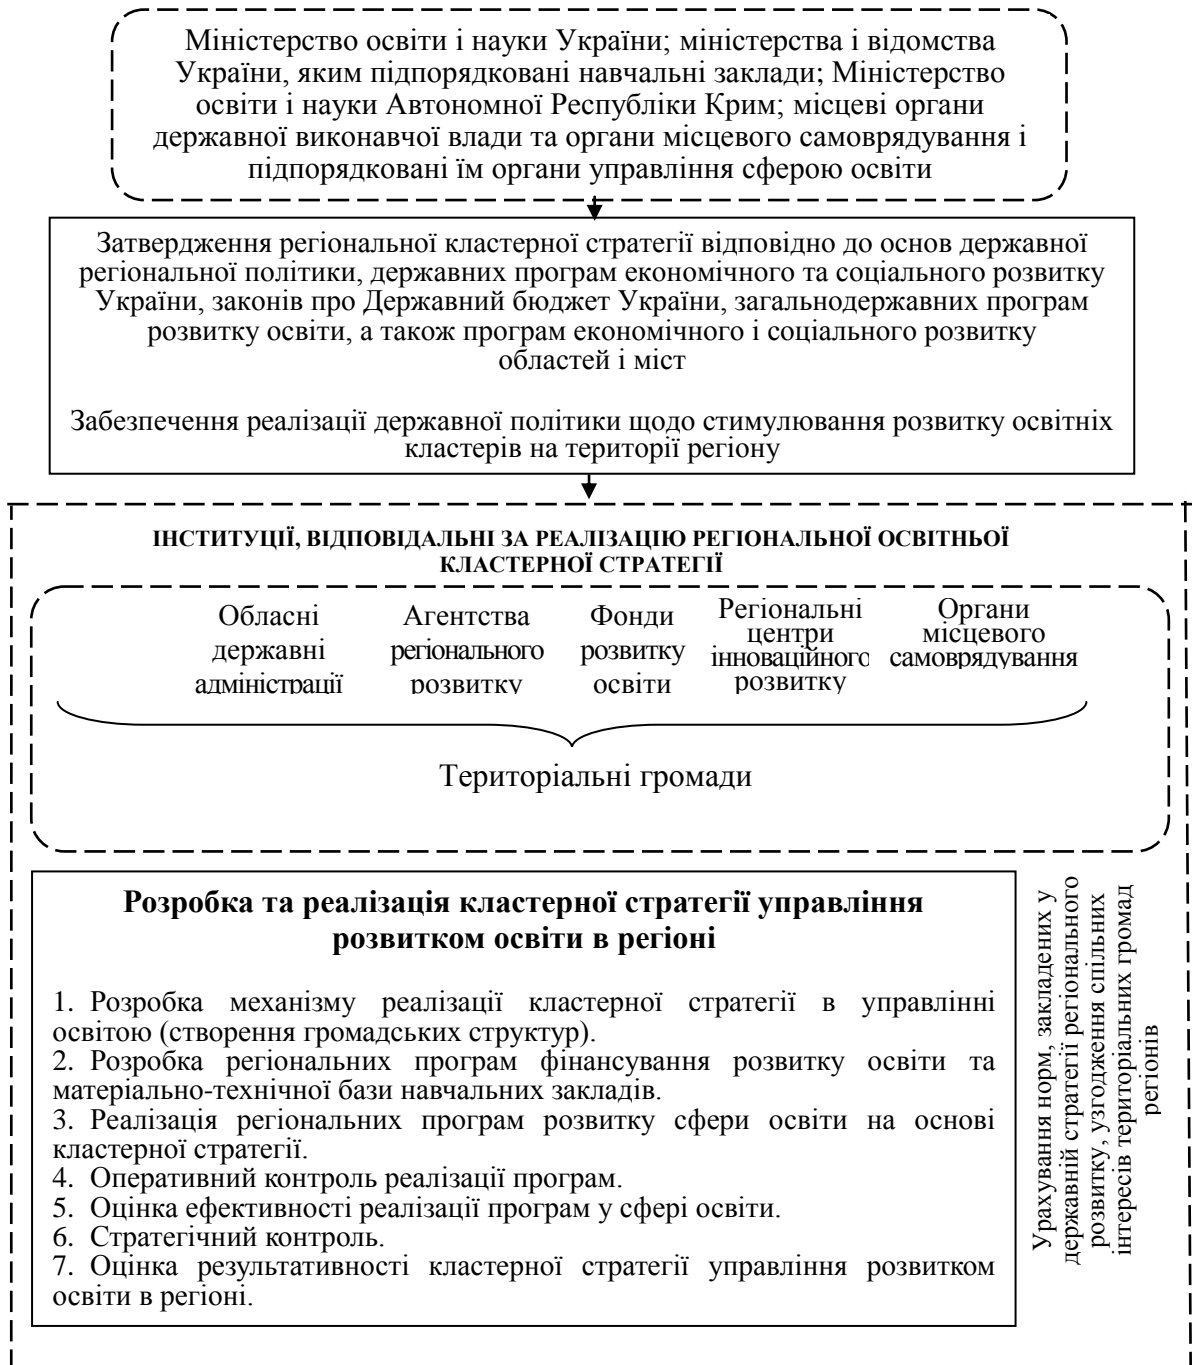 Міністерство освіти і науки України; міністерства і відомства
України, яким підпорядковані навчальні заклади; Міністерство
освіти і науки Автономної Республіки Крим; місцеві органи
державної виконавчої влади та органи місцевого самоврядування і
підпорядковані їм органи управління сферою освіти
Затвердження регіональної кластерної стратегії відповідно до основ державної
регіональної політики, державних програм економічного та соціального розвитку
України, законів про Державний бюджет України, загальнодержавних програм
розвитку освіти, а також програм економічного і соціального розвитку
областей і міст
Забезпечення реалізації державної політики щодо стимулювання розвитку освітніх
кластерів на території регіону
ІНСТИТУЦІЇ, ВІДПОВІДАЛЬНІ ЗА РЕАЛІЗАЦІЮ РЕГІОНАЛЬНОЇ ОСВІТНЬОЇ
КЛАСТЕРНОЇ СТРАТЕГІЇ
Обласні
державні
адміністрації
Агентства
регіонального
розвитку
Фонди
розвитку
освіти
Регіональні
центри
інноваційного
розвитку
Органи
місцевого
самоврядування
Територіальні громади
Розробка та реалізація кластерної стратегії управління
розвитком освіти в регіоні
1. Розробка механізму реалізації кластерної стратегії в управлінні
освітою (створення громадських структур).
2. Розробка регіональних програм фінансування розвитку освіти та
матеріально-технічної бази навчальних закладів.
3. Реалізація регіональних програм розвитку сфери освіти на основі
кластерної стратегії.
4. Оперативний контроль реалізації програм.
5. Оцінка ефективності реалізації програм у сфері освіти.
6. Стратегічний контроль.
7. Оцінка результативності кластерної стратегії управління розвитком
освіти в регіоні.
Урахування норм, закладених у
державній стратегії регіонального
розвитку, узгодження спільних
інтересів територіальних громад
регіонів